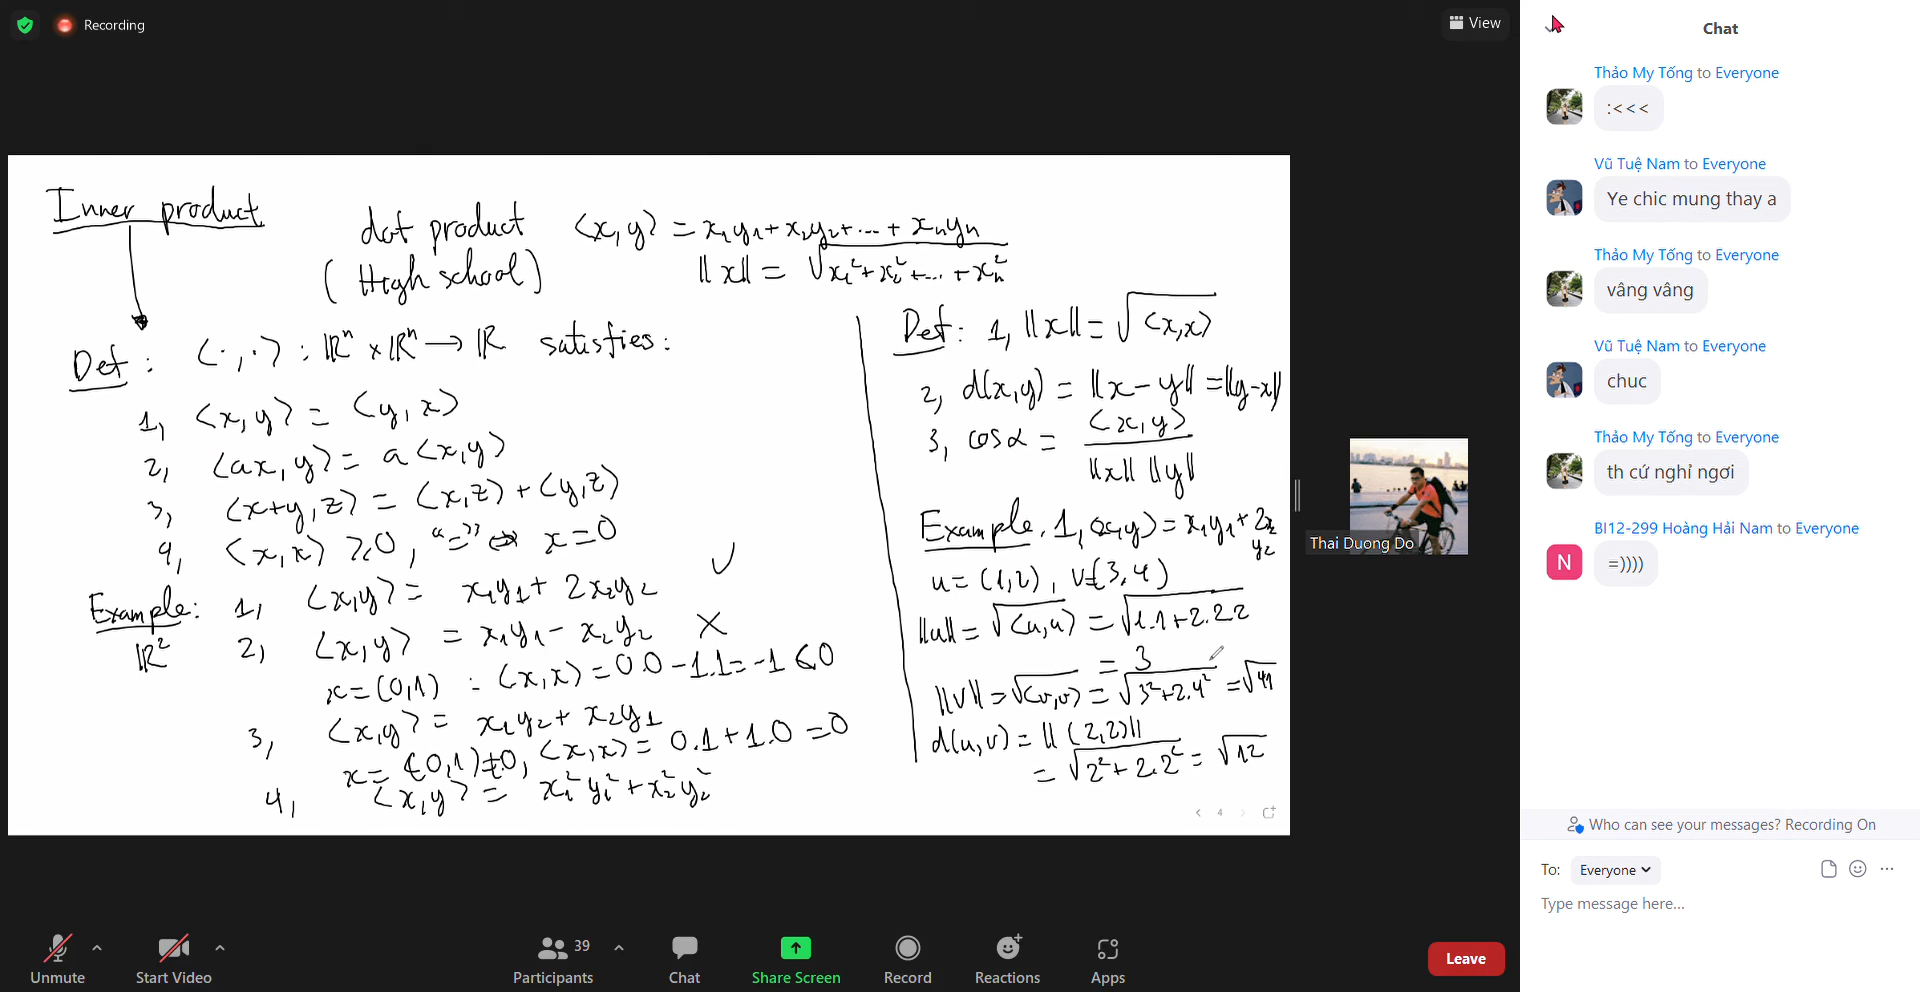 Recording
View
Inner product
dot product ⟨x,y⟩ = x₁y₁ + x₂y₂ + ... + xₙyₙ
(High school) ||x|| = √(x₁² + x₂² + ... + xₙ²)
Def: ⟨·,·⟩ : ℝⁿ × ℝⁿ → ℝ satisfies:
1, ⟨x,y⟩ = ⟨y,x⟩
2, ⟨ax,y⟩ = a⟨x,y⟩
3, ⟨x+y,z⟩ = ⟨x,z⟩ + ⟨y,z⟩
4, ⟨x,x⟩ ≥ 0, "=" ⇔ x = 0
Example: 1, ⟨x,y⟩ = x₁y₁ + 2x₂y₂ ✓
ℝ² 2, ⟨x,y⟩ = x₁y₁ − x₂y₂ ✗
x = (0,1) : ⟨x,x⟩ = 0.0 − 1.1 = −1 < 0
3, ⟨x,y⟩ = x₁y₂ + x₂y₁
x = (0,1) ≠ 0, ⟨x,x⟩ = 0.1 + 1.0 = 0
4, ⟨x,y⟩ = x₁²y₁² + x₂²y₂²
Def: 1, ||x|| = √⟨x,x⟩
2, d(x,y) = ||x − y|| = ||y−x||
3, cos α = ⟨x,y⟩ / ||x|| ||y||
Example. 1, ⟨x,y⟩ = x₁y₁ + 2x₂y₂
u = (1,2), v = (3,4)
||u|| = √⟨u,u⟩ = √(1.1 + 2.2.2)
= 3
||v|| = √⟨v,v⟩ = √(3² + 2.4²) = √41
d(u,v) = ||(2,2)||
= √(2² + 2.2²) = √12
4
Thai Duong Do
Chat
Thảo My Tống to Everyone
:<<<
Vũ Tuệ Nam to Everyone
Ye chic mung thay a
Thảo My Tống to Everyone
vâng vâng
Vũ Tuệ Nam to Everyone
chuc
Thảo My Tống to Everyone
th cứ nghỉ ngơi
BI12-299 Hoàng Hải Nam to Everyone
N
=))))
Who can see your messages? Recording On
To: Everyone
Type message here...
Unmute
Start Video
39
Participants
Chat
Share Screen
Record
Reactions
Apps
Leave